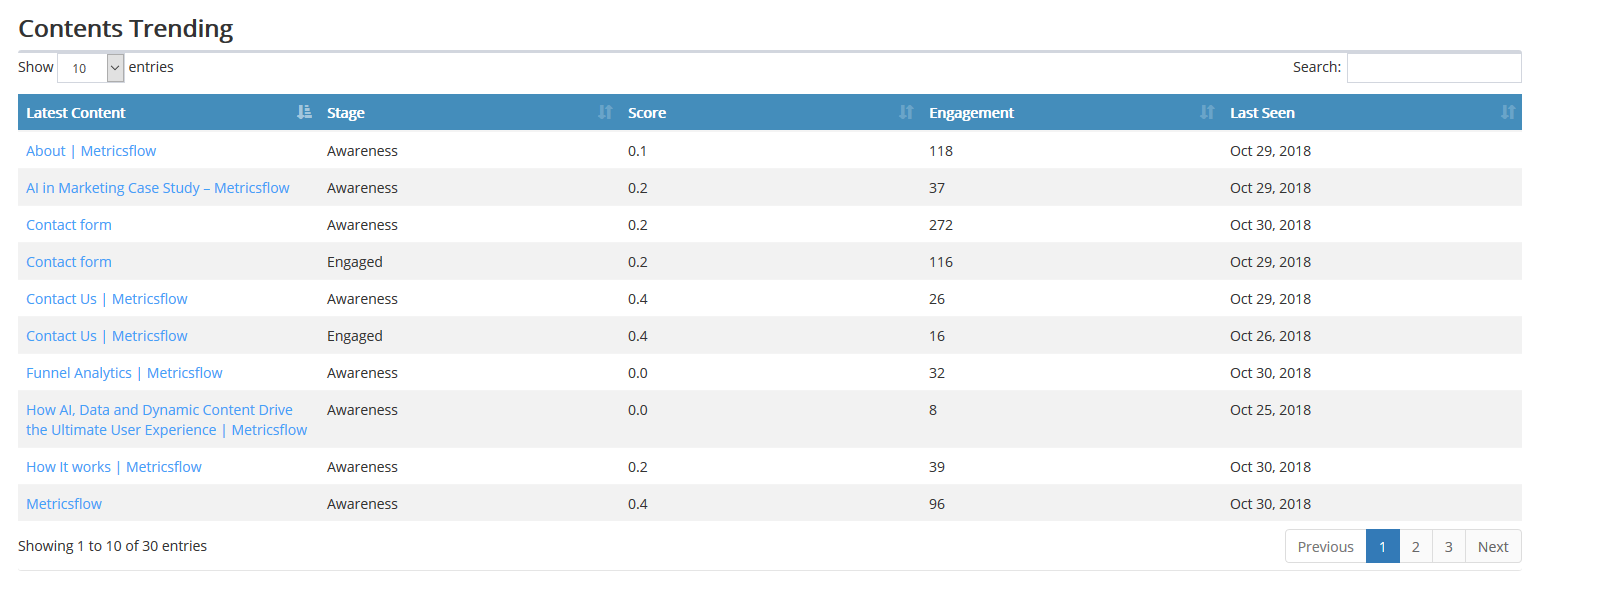 Contents Trending
Show 10 entries Search:
Latest Content Stage Score Engagement Last Seen
About | Metricsflow Awareness 0.1 118 Oct 29, 2018
AI in Marketing Case Study – Metricsflow Awareness 0.2 37 Oct 29, 2018
Contact form Awareness 0.2 272 Oct 30, 2018
Contact form Engaged 0.2 116 Oct 29, 2018
Contact Us | Metricsflow Awareness 0.4 26 Oct 29, 2018
Contact Us | Metricsflow Engaged 0.4 16 Oct 26, 2018
Funnel Analytics | Metricsflow Awareness 0.0 32 Oct 30, 2018
How AI, Data and Dynamic Content Drive Awareness 0.0 8 Oct 25, 2018
the Ultimate User Experience | Metricsflow
How It works | Metricsflow Awareness 0.2 39 Oct 30, 2018
Metricsflow Awareness 0.4 96 Oct 30, 2018
Showing 1 to 10 of 30 entries Previous 1 2 3 Next